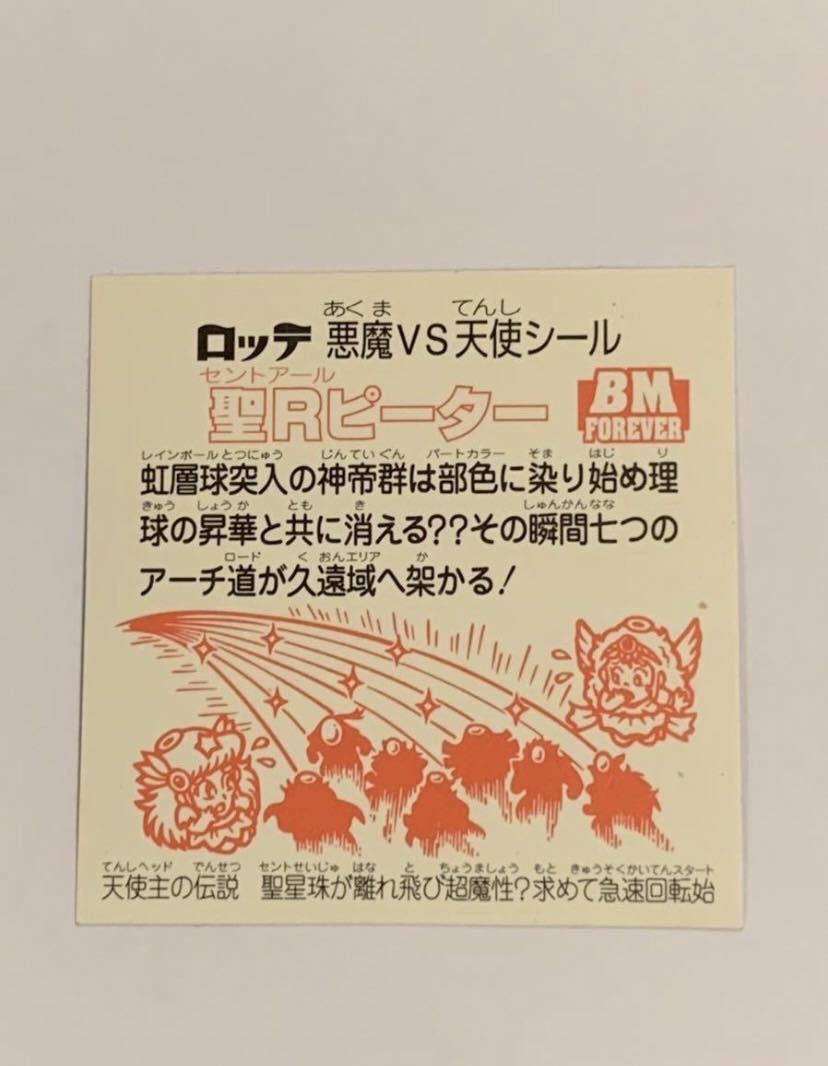 あくま てんし
ロッテ 悪魔VS天使シール
セントアール
聖Rピーター BM FOREVER
レインボールとつにゅう じんていぐん パートカラー そま はじ り
虹層球突入の神帝群は部色に染り始め理
きゅう しょうか とも き しゅんかんなな
球の昇華と共に消える??その瞬間七つの
ロード くおんエリア か
アーチ道が久遠域へ架かる!
てんしヘッド でんせつ セントせいじゅ はな と ちょうましょう もと きゅうそくかいてんスタート
天使主の伝説 聖星珠が離れ飛び超魔性?求めて急速回転始